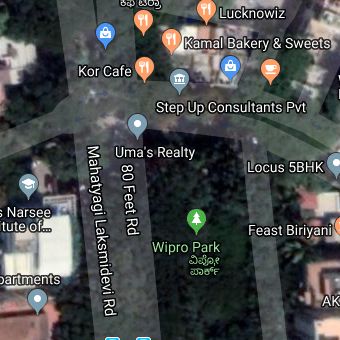 ಕೆಫೆ ಟೆರ್ರಾ
Lucknowiz
Kamal Bakery & Sweets
Kor Cafe
Step Up Consultants Pvt
Uma's Realty
Locus 5BHK
Mahatyagi Laksmidevi Rd
80 Feet Rd
s Narsee
itute of...
Wipro Park
ವಿಪ್ರೋ
ಪಾರ್ಕ್
Feast Biriyani
partments
AK